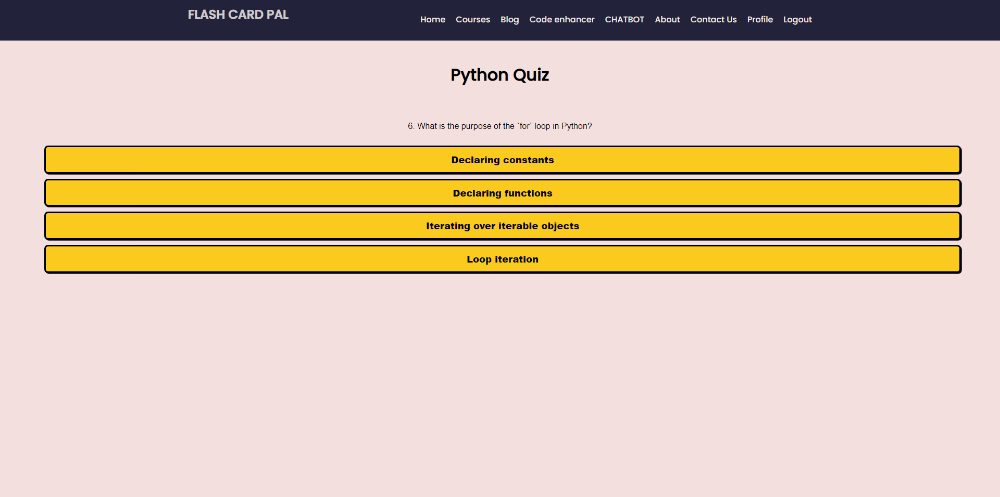 FLASH CARD PAL
Home Courses Blog Code enhancer CHATBOT About Contact Us Profile Logout
Python Quiz
6. What is the purpose of the `for` loop in Python?
Declaring constants
Declaring functions
Iterating over iterable objects
Loop iteration